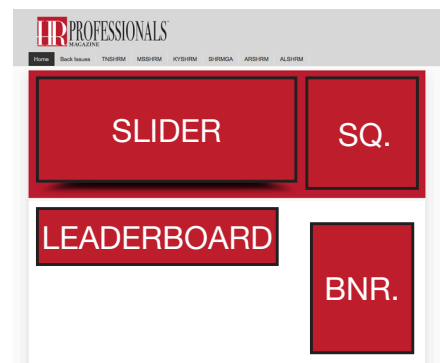 HR PROFESSIONALS
MAGAZINE
Home Back Issues TNSHRM MSSHRM KYSHRM SHRMGA ARSHRM ALSHRM
SLIDER
SQ.
LEADERBOARD
BNR.